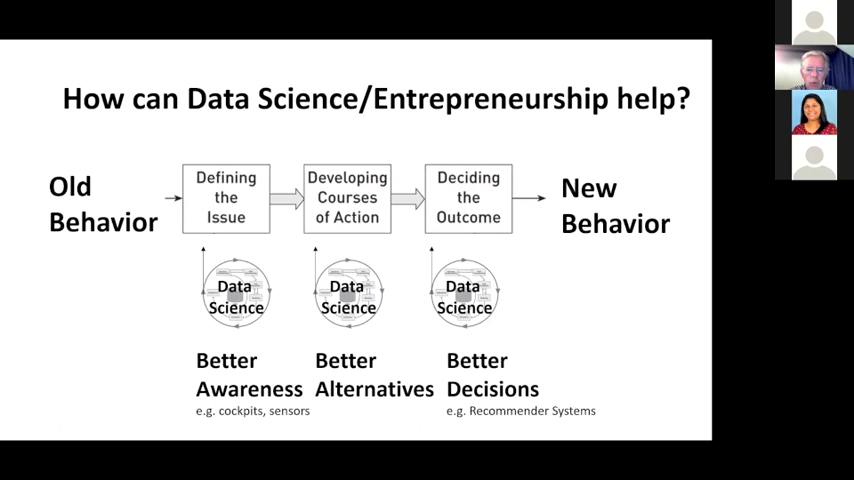 How can Data Science/Entrepreneurship help?
Old
Behavior
Defining
the
Issue
Developing
Courses
of Action
Deciding
the
Outcome
New
Behavior
Data
Science
Data
Science
Data
Science
Better
Awareness
e.g. cockpits, sensors
Better
Alternatives
Better
Decisions
e.g. Recommender Systems